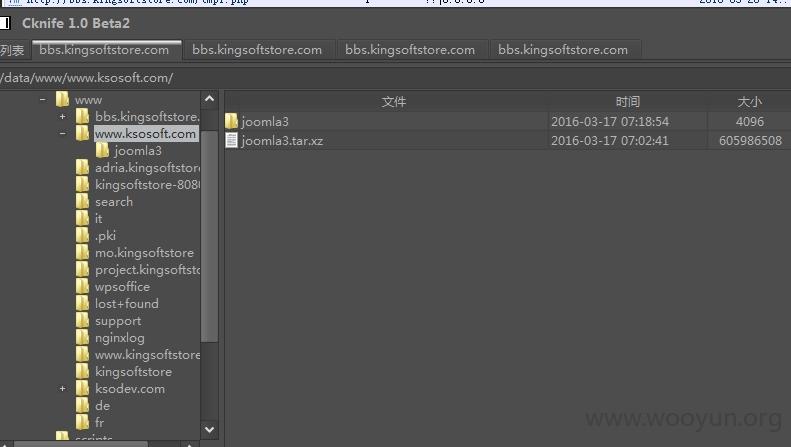 Cknife 1.0 Beta2
列表 bbs.kingsoftstore.com bbs.kingsoftstore.com bbs.kingsoftstore.com bbs.kingsoftstore.com
/data/www/www.ksosoft.com/
文件 时间 大小
www
bbs.kingsoftstore.
www.ksosoft.com
joomla3
adria.kingsoftstore
kingsoftstore-8080
search
it
.pki
mo.kingsoftstore
project.kingsoftsto
wpsoffice
lost+found
support
nginxlog
www.kingsoftstore
kingsoftstore
ksodev.com
de
fr
scripts
joomla3 2016-03-17 07:18:54 4096
joomla3.tar.xz 2016-03-17 07:02:41 605986508
www.wooyun.org